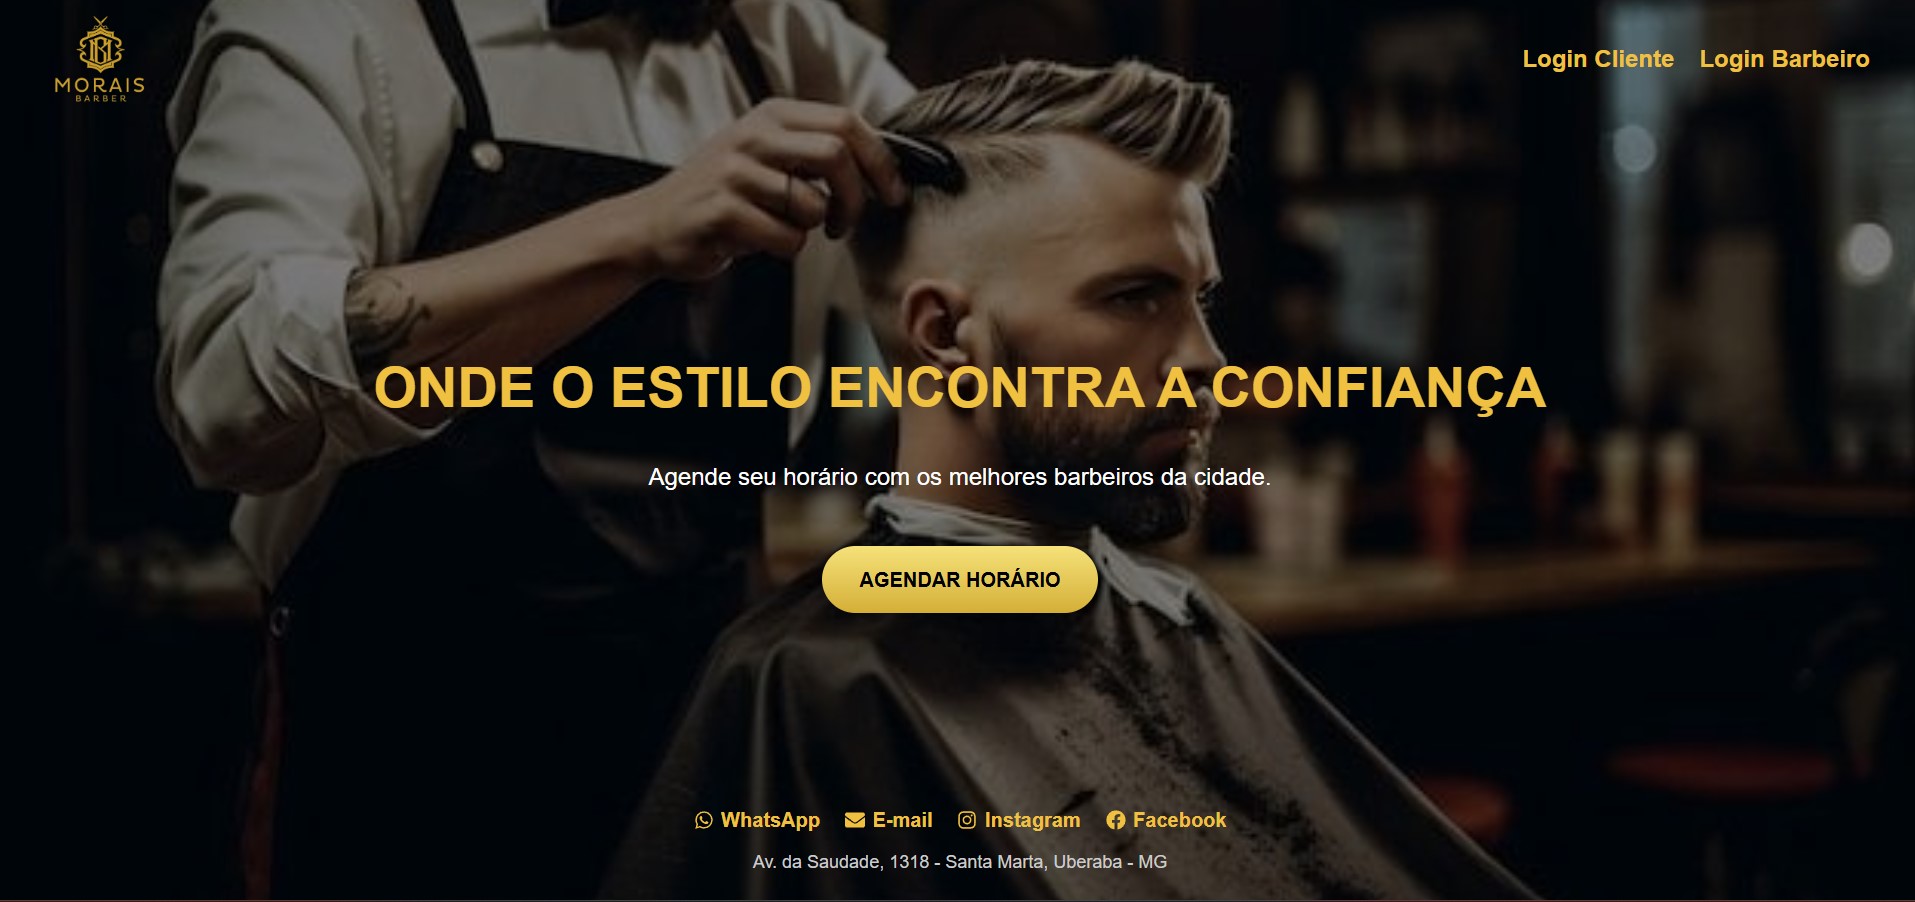 MORAIS
BARBER
Login Cliente Login Barbeiro
ONDE O ESTILO ENCONTRA A CONFIANÇA
Agende seu horário com os melhores barbeiros da cidade.
AGENDAR HORÁRIO
WhatsApp E-mail Instagram Facebook
Av. da Saudade, 1318 - Santa Marta, Uberaba - MG